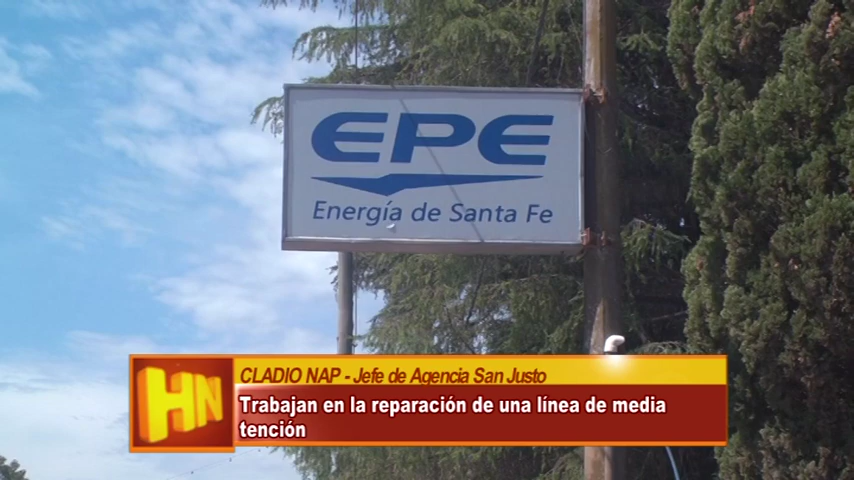 EPE
Energía de Santa Fe
HN
CLADIO NAP - Jefe de Agencia San Justo
Trabajan en la reparación de una línea de media
tención